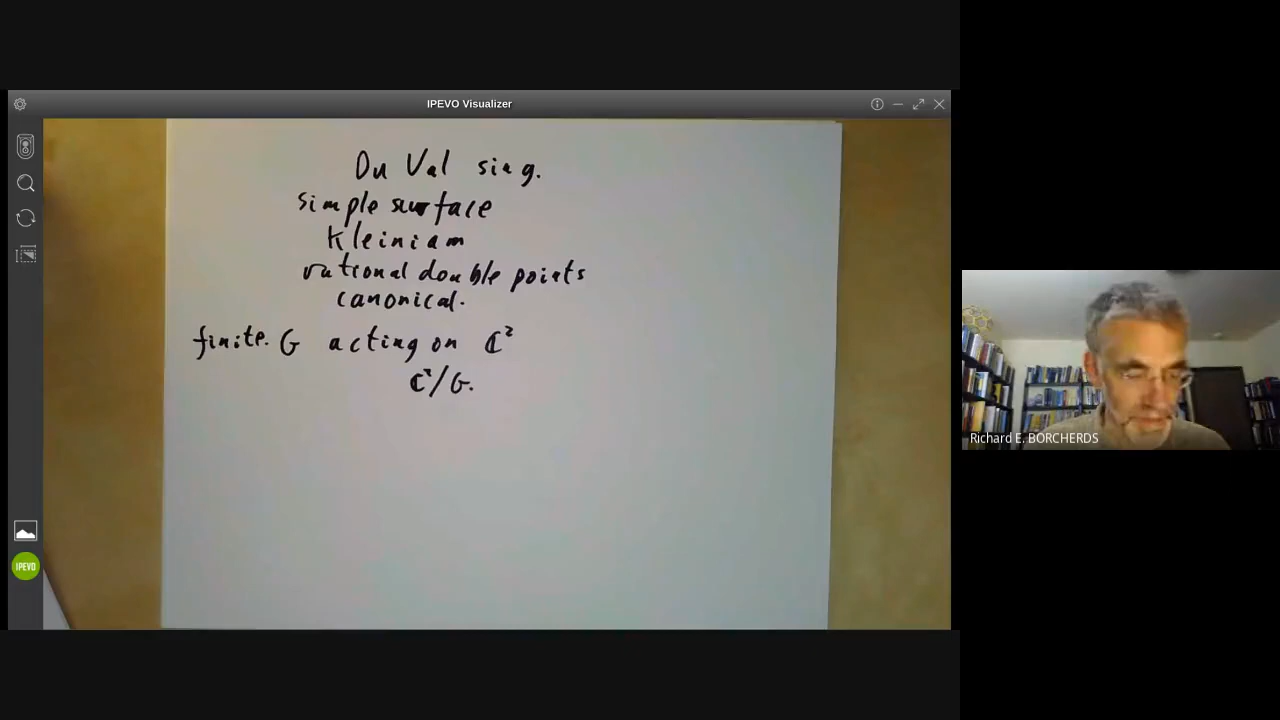 IPEVO Visualizer
Du Val sing.
simple surface
Kleinian
rational double points
canonical.
finite. G acting on ℂ²
ℂ²/G.
IPEVO
Richard E. BORCHERDS